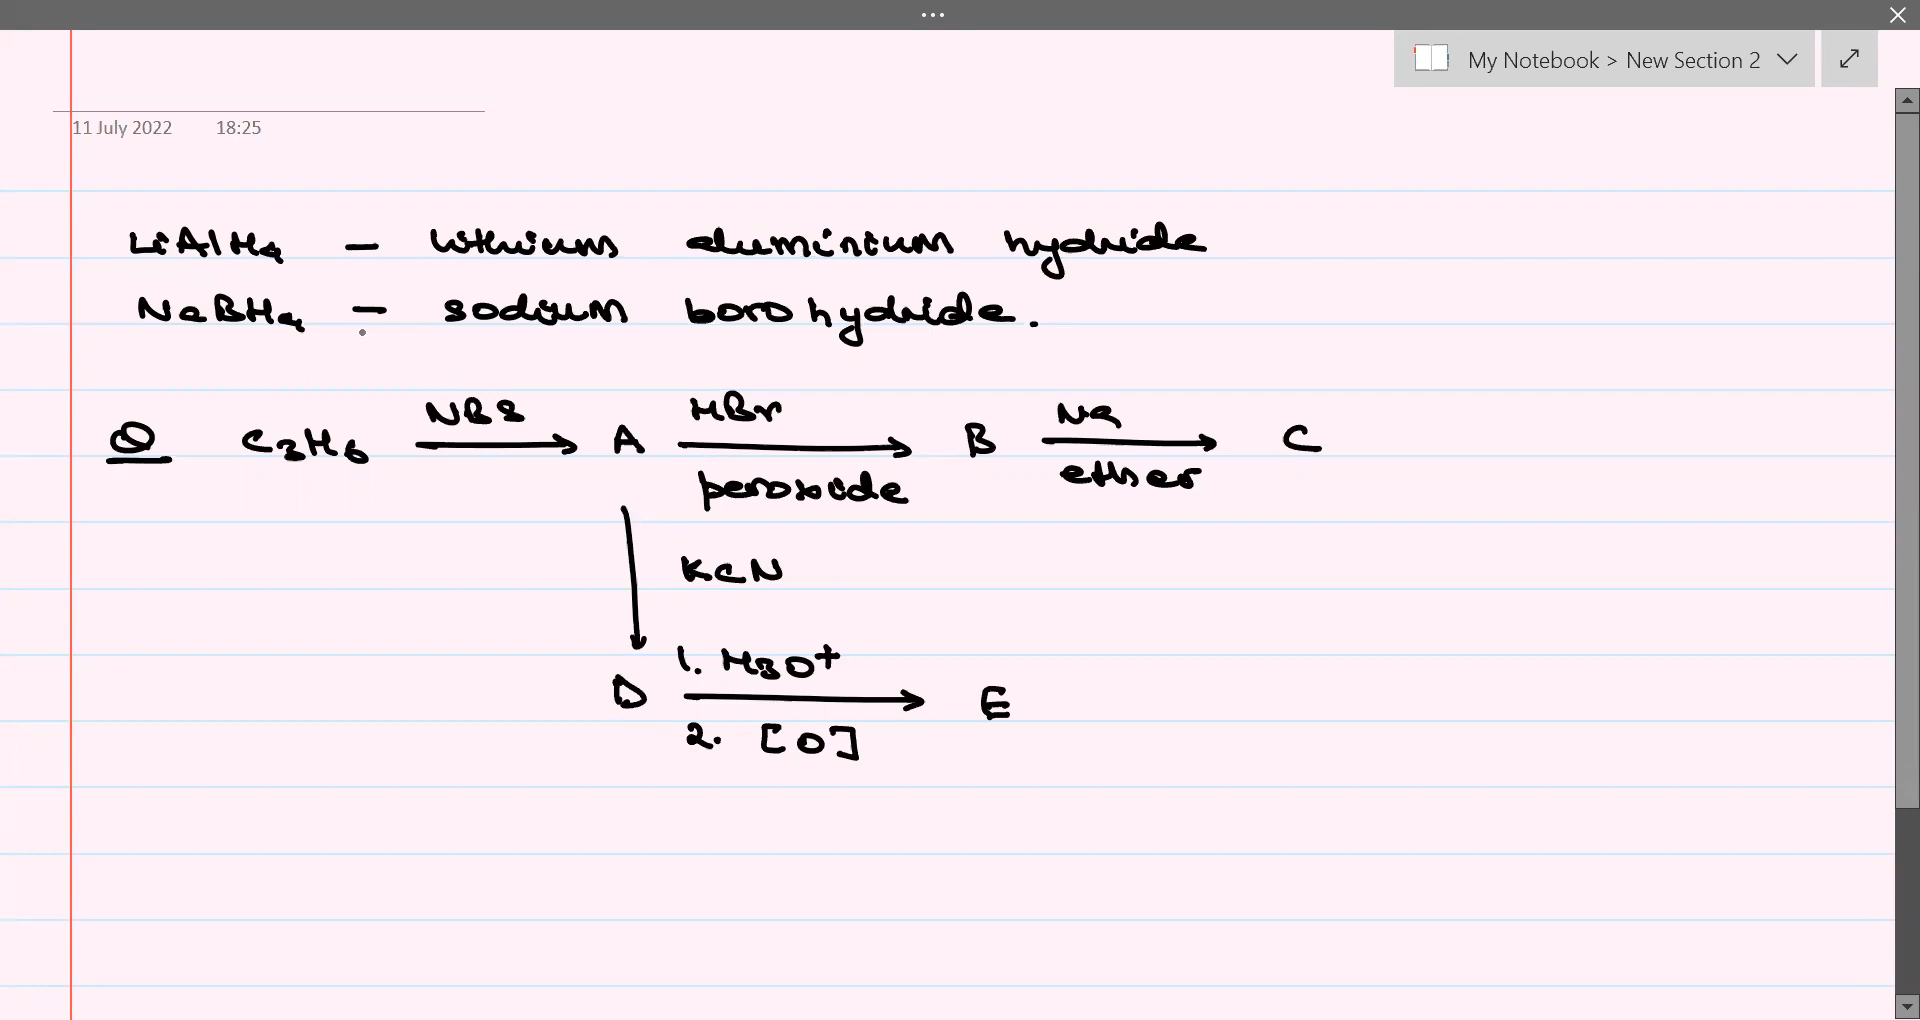 ...
My Notebook > New Section 2
11 July 2022 18:25
LiAlH4 - lithium aluminium hydride
NaBH4 - sodium borohydride.
NBS HBr Na
Q C3H6 → A → B → C
peroxide ether
KCN
1. H3O+
D → E
2. [O]